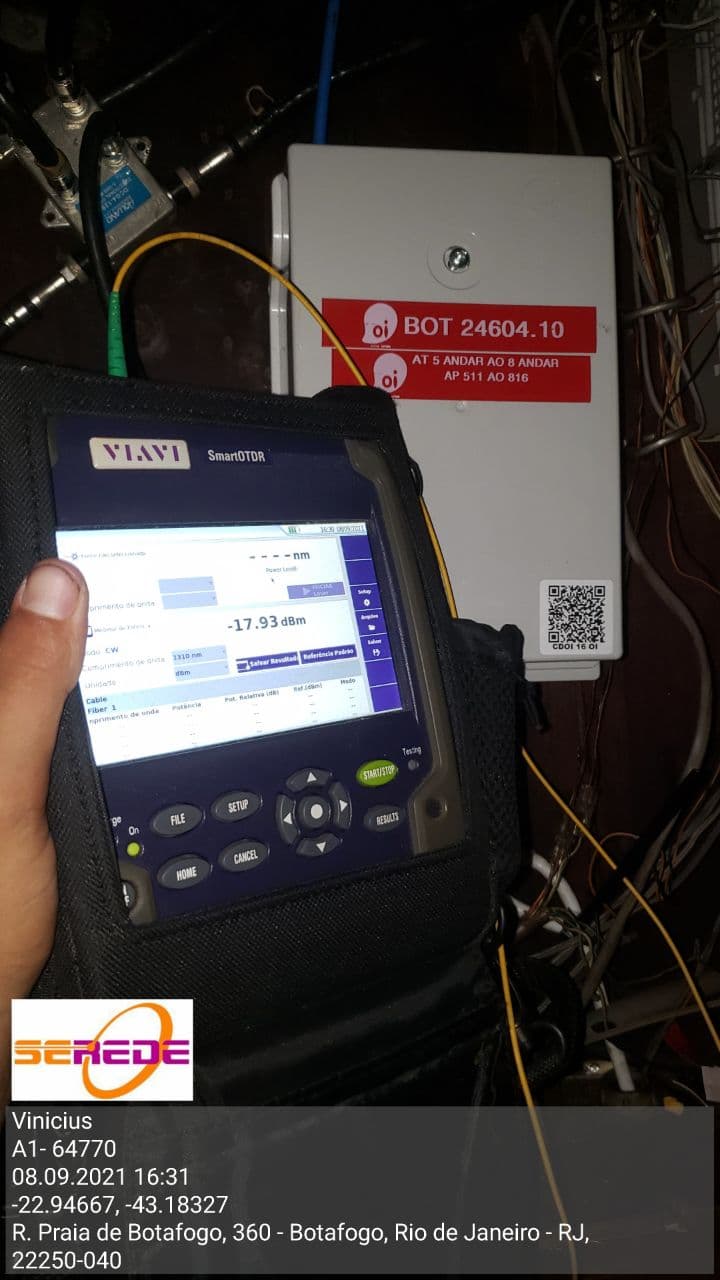 oi BOT 24604.10
oi AT 5 ANDAR AO 8 ANDAR
AP 511 AO 816
VIAVI SmartOTDR
----nm
-17.93 dBm
CW
1310 nm
Salvar Resultado
Referência Padrão
Unidade
dBm
Cable
Fiber 1
Potência
Pot. Relativa (dB)
Ref.(dBm)
Modo
Setup
Arquivo
Salvar
CDOI 16 OI
Testing
On
FILE
SETUP
START/STOP
HOME
CANCEL
RESULTS
SEREDE
Vinicius
A1- 64770
08.09.2021 16:31
-22.94667, -43.18327
R. Praia de Botafogo, 360 - Botafogo, Rio de Janeiro - RJ,
22250-040